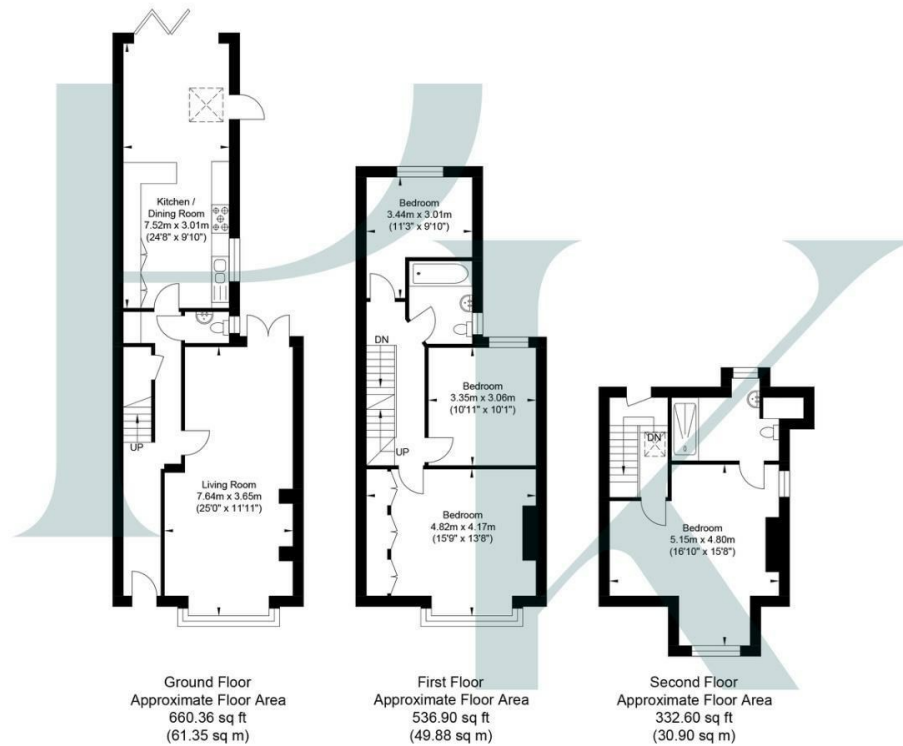 Kitchen /
Dining Room
7.52m x 3.01m
(24'8" x 9'10")
UP
Living Room
7.64m x 3.65m
(25'0" x 11'11")
Ground Floor
Approximate Floor Area
660.36 sq ft
(61.35 sq m)
Bedroom
3.44m x 3.01m
(11'3" x 9'10")
DN
Bedroom
3.35m x 3.06m
(10'11" x 10'1")
UP
Bedroom
4.82m x 4.17m
(15'9" x 13'8")
First Floor
Approximate Floor Area
536.90 sq ft
(49.88 sq m)
DN
Bedroom
5.15m x 4.80m
(16'10" x 15'8")
Second Floor
Approximate Floor Area
332.60 sq ft
(30.90 sq m)